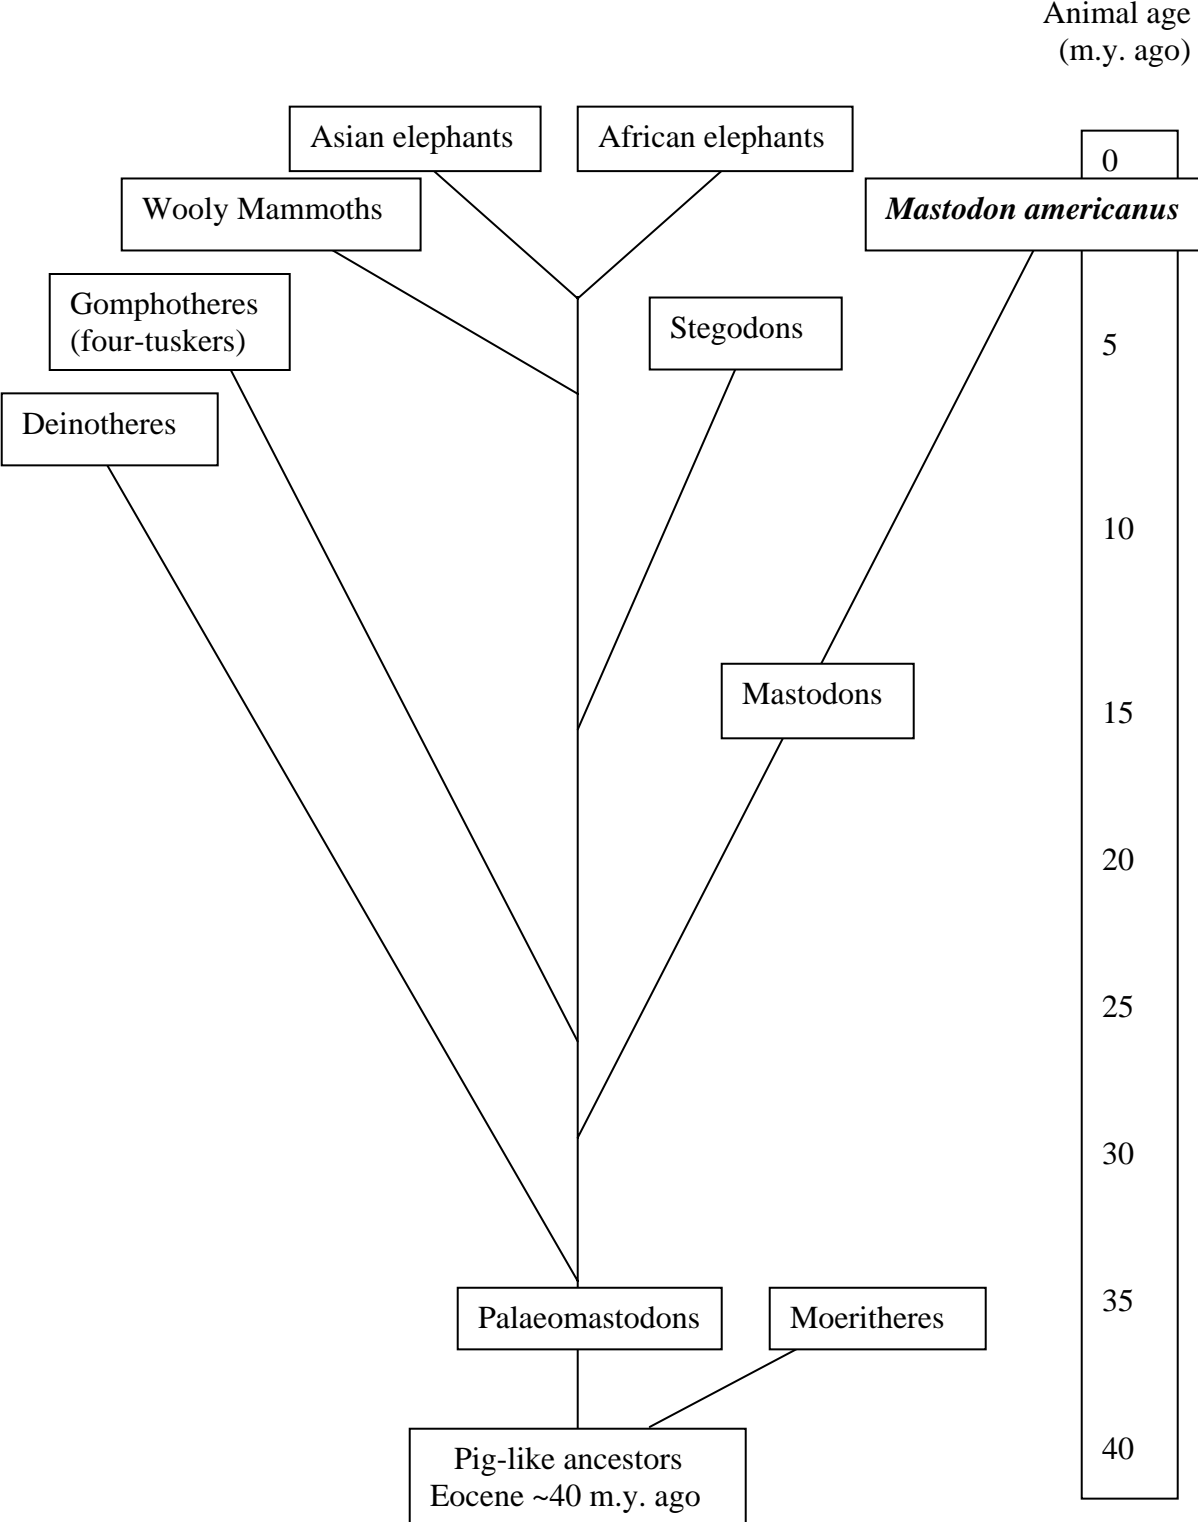 Animal age
(m.y. ago)
Asian elephants
African elephants
0
Wooly Mammoths
Mastodon americanus
Gomphotheres
(four-tuskers)
Stegodons
5
Deinotheres
10
Mastodons
15
20
25
30
35
Palaeomastodons
Moeritheres
40
Pig-like ancestors
Eocene ~40 m.y. ago